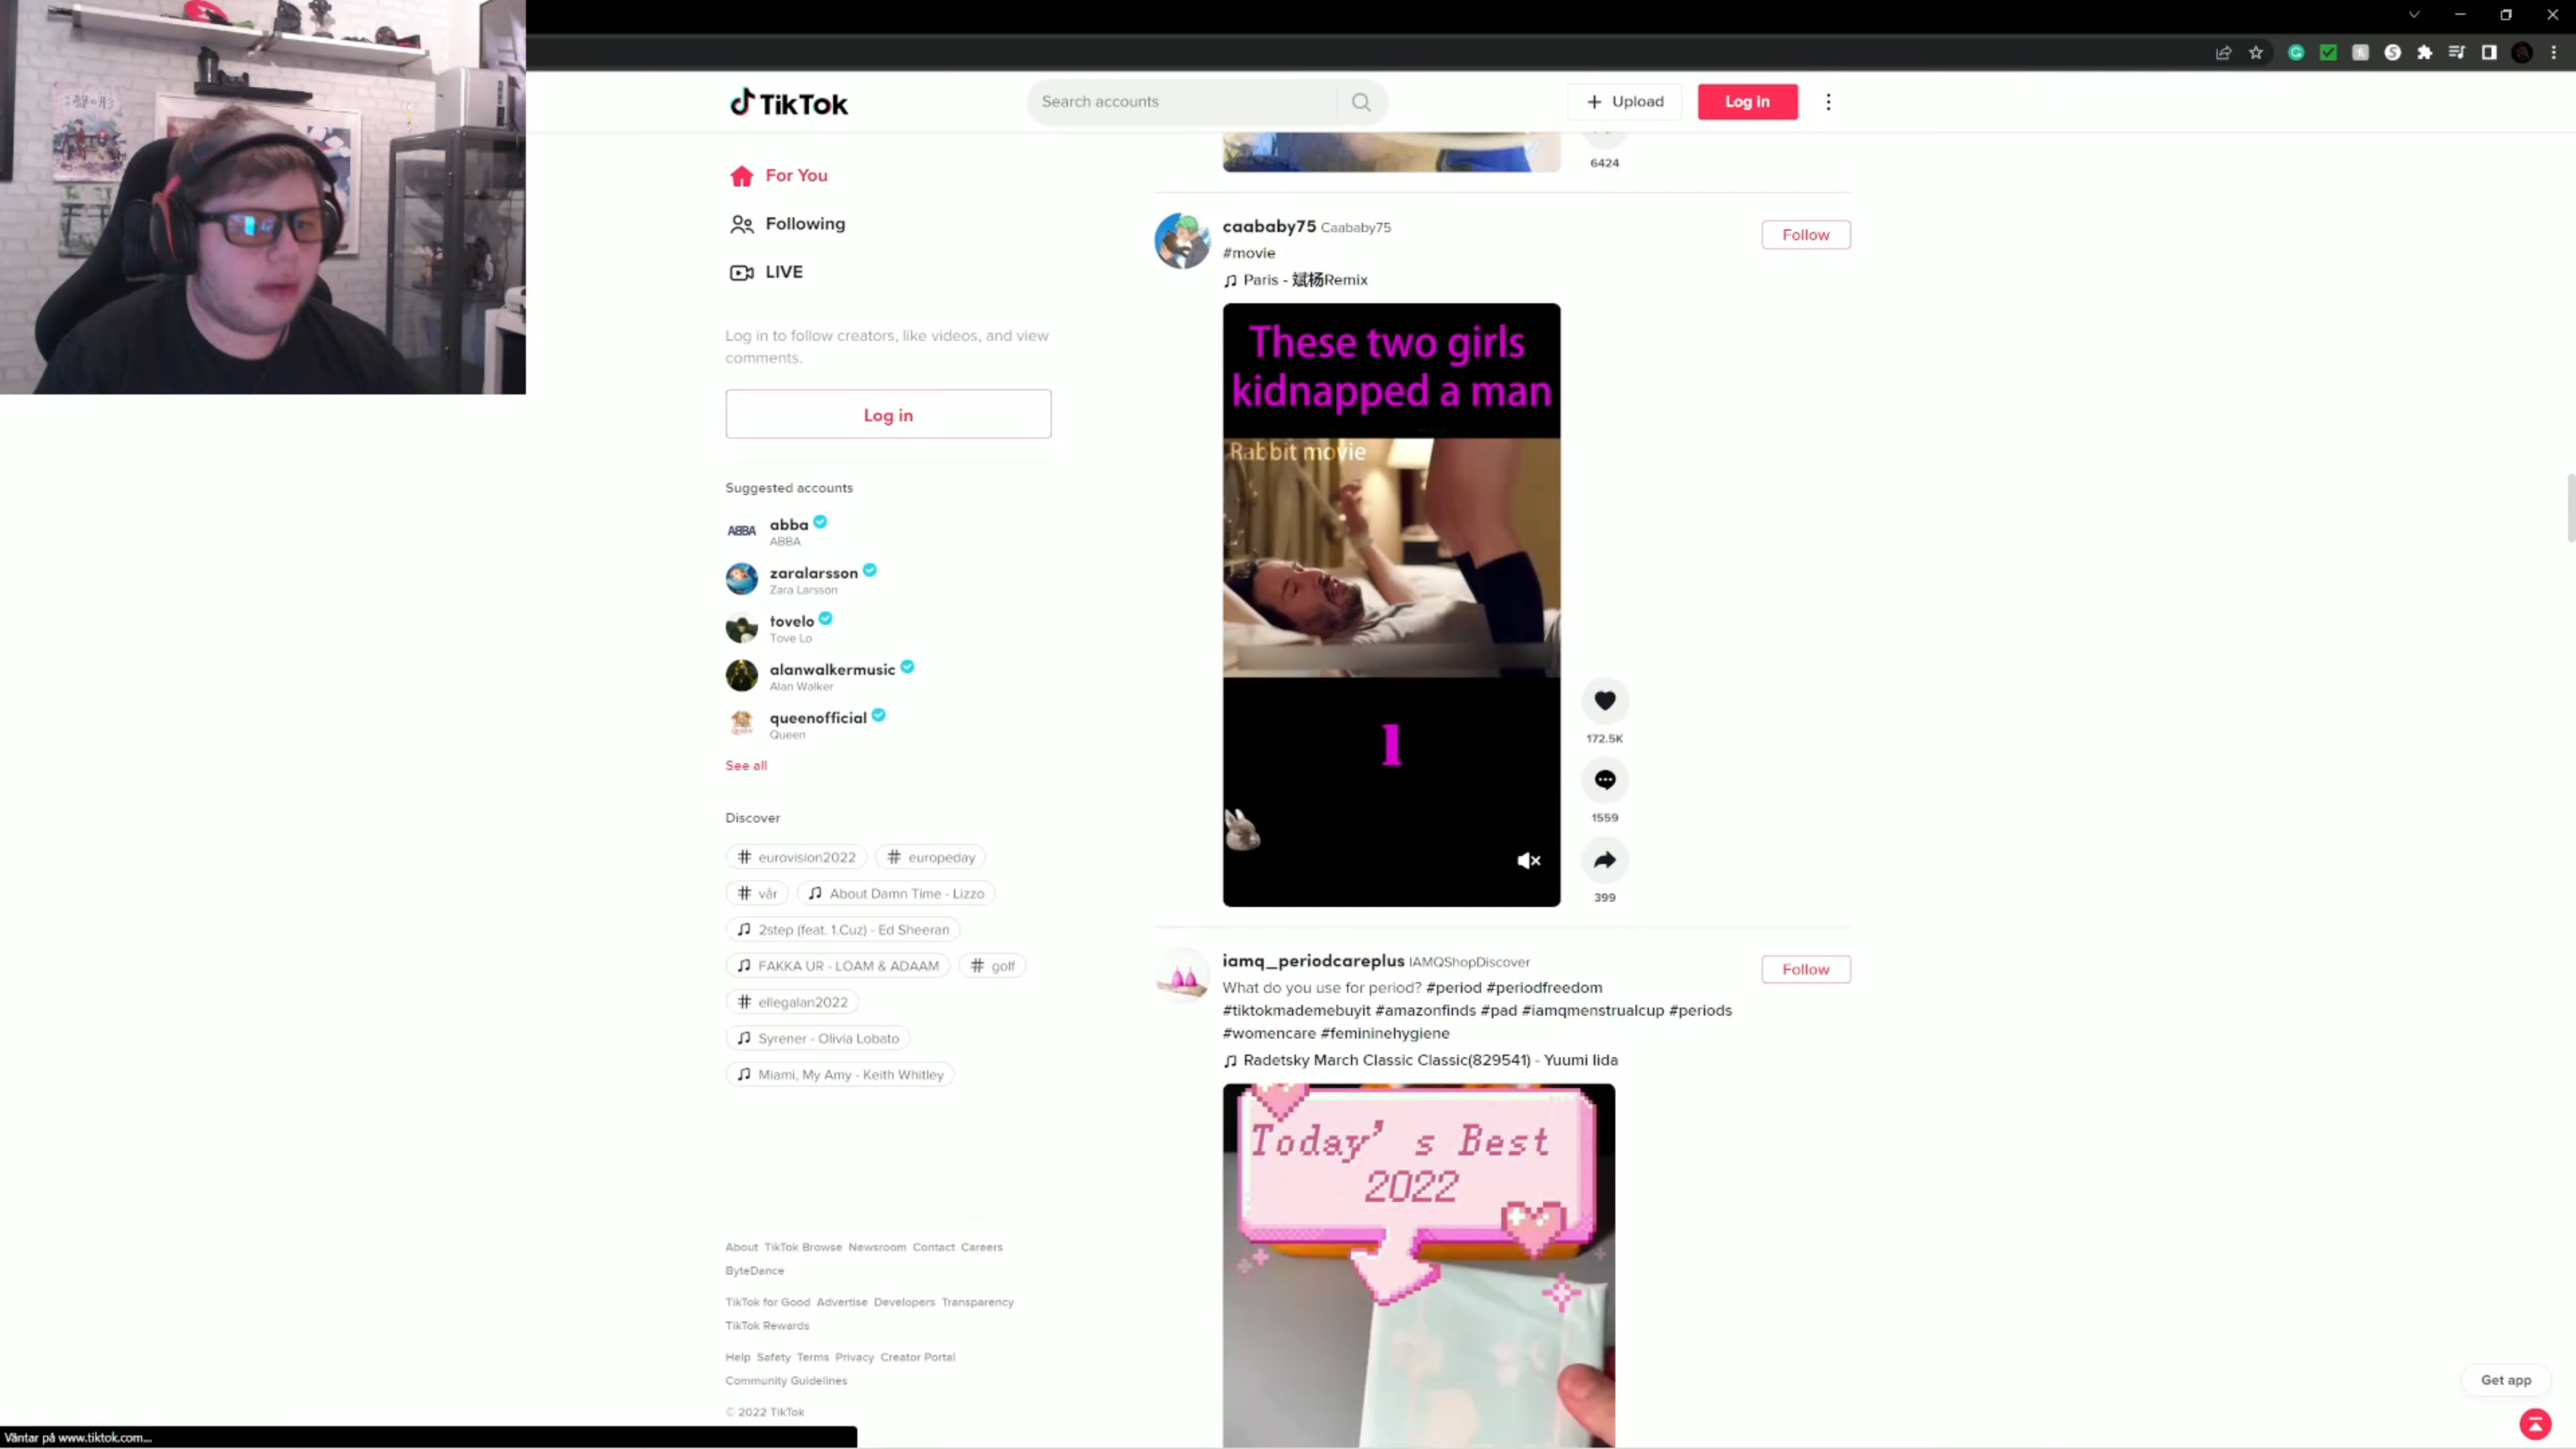 TikTok
Search accounts
Upload
Log in
For You
Following
LIVE
Log in to follow creators, like videos, and view
comments.
Log in
Suggested accounts
ABBA
abba
ABBA
zaralarsson
Zara Larsson
tovelo
Tove Lo
alanwalkermusic
Alan Walker
QUEEN
queenofficial
Queen
See all
Discover
# eurovision2022
# europeday
# vår
About Damn Time - Lizzo
2step (feat. 1.Cuz) - Ed Sheeran
FAKKA UR - LOAM & ADAAM
# golf
# ellegalan2022
Syrener - Olivia Lobato
Miami, My Amy - Keith Whitley
About TikTok Browse Newsroom Contact Careers
ByteDance
TikTok for Good Advertise Developers Transparency
TikTok Rewards
Help Safety Terms Privacy Creator Portal
Community Guidelines
© 2022 TikTok
Väntar på www.tiktok.com...
6424
caababy75 Caababy75
Follow
#movie
Paris - 斌杨Remix
These two girls
kidnapped a man
Rabbit movie
1
172.5K
1559
399
iamq_periodcareplus IAMQShopDiscover
Follow
What do you use for period? #period #periodfreedom
#tiktokmademebuyit #amazonfinds #pad #iamqmenstrualcup #periods
#womencare #femininehygiene
Radetsky March Classic Classic(829541) - Yuumi Iida
Today' s Best
2022
Get app